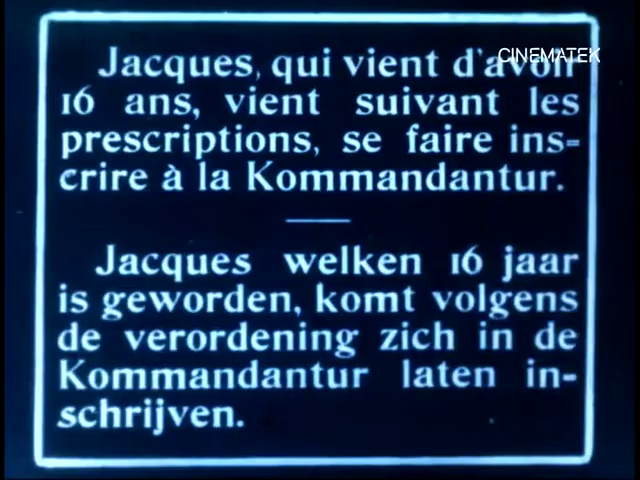 CINEMATEK
Jacques, qui vient d'avoir
16 ans, vient suivant les
prescriptions, se faire ins=
crire à la Kommandantur.
Jacques welken 16 jaar
is geworden, komt volgens
de verordening zich in de
Kommandantur laten in-
schrijven.